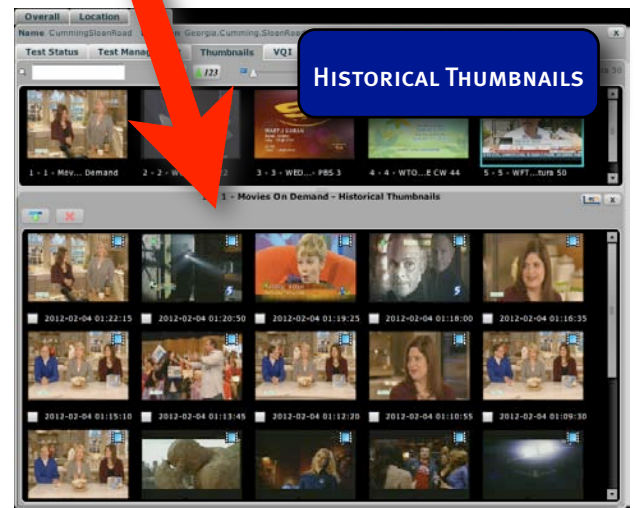 Overall Location
Name CummingSloanRoad Georgia.Cumming.SloanRoad X
Test Status Test Thumbnails VQI
123 50
HISTORICAL THUMBNAILS
1 - 1 - Mov... Demand 2 - 2 - 3 - 3 - WED...- PBS 3 4 - 4 - WTO...E CW 44 5 - 5 - WFT...tura 50
1 - Movies On Demand - Historical Thumbnails X
2012-02-04 01:22:15 2012-02-04 01:20:50 2012-02-04 01:19:25 2012-02-04 01:18:00 2012-02-04 01:16:35
2012-02-04 01:15:10 2012-02-04 01:13:45 2012-02-04 01:12:20 2012-02-04 01:10:55 2012-02-04 01:09:30